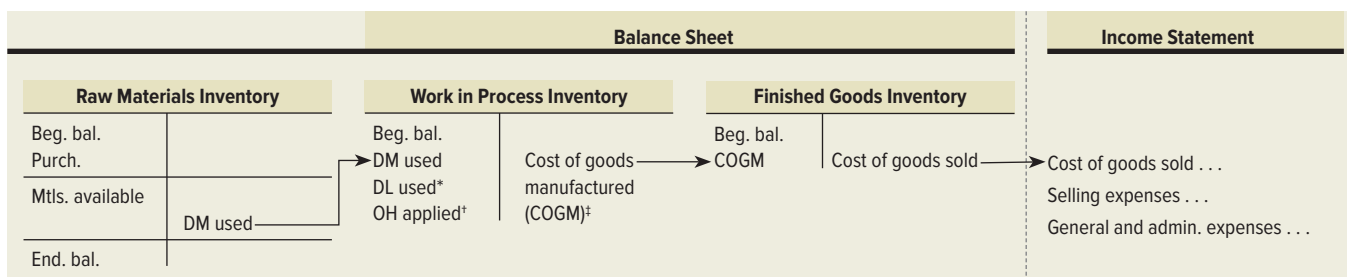 Balance Sheet
Income Statement
Raw Materials Inventory
Beg. bal.
Purch.
Mtls. available
DM used
End. bal.
Work in Process Inventory
Beg. bal.
DM used
DL used*
OH applied†
Cost of goods
manufactured
(COGM)‡
Finished Goods Inventory
Beg. bal.
COGM
Cost of goods sold
Cost of goods sold . . .
Selling expenses . . .
General and admin. expenses . . .